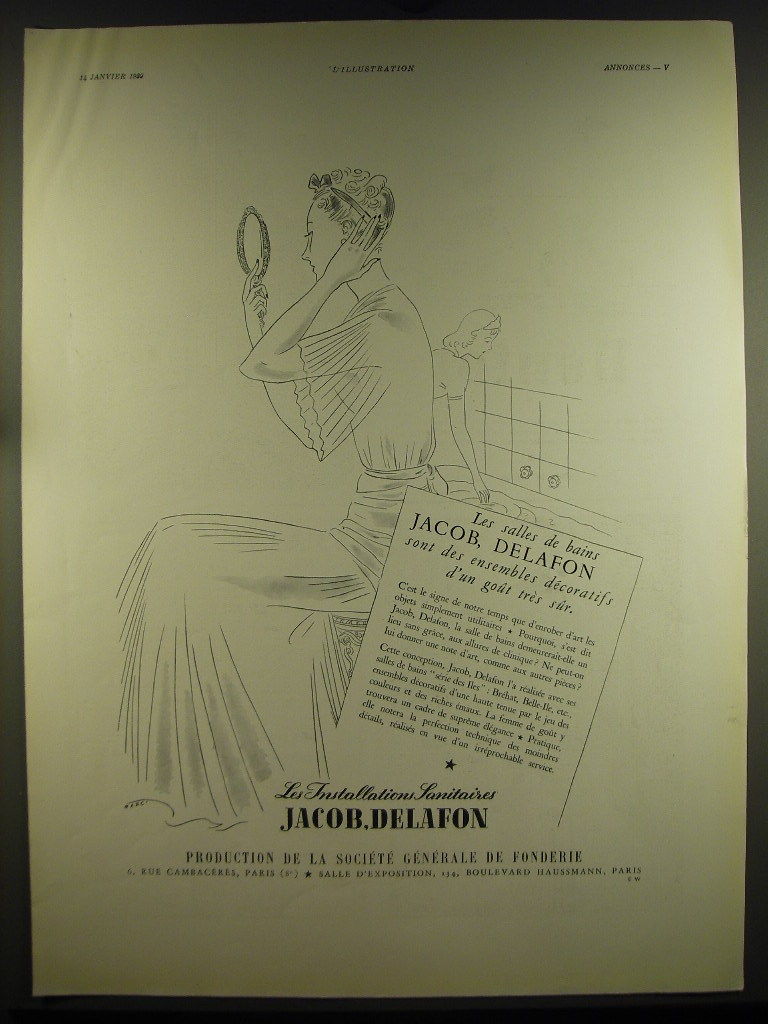 14 JANVIER 1939
L'ILLUSTRATION
ANNONCES — V
Les salles de bains
JACOB, DELAFON
sont des ensembles décoratifs
d'un goût très sûr.
C'est le signe de notre temps que d'enrober d'art les
objets simplement utilitaires ★ Pourquoi, s'est dit
Jacob, Delafon, la salle de bains demeurerait-elle un
lieu sans grâce, aux allures de clinique? Ne peut-on
lui donner une note d'art, comme aux autres pièces?
Cette conception, Jacob, Delafon l'a réalisée avec ses
salles de bains "série des Iles" : Bréhat, Belle-Ile, etc.,
ensembles décoratifs d'une haute tenue par le jeu des
couleurs et des riches émaux. La femme de goût y
trouvera un cadre de suprême élégance ★ Pratique,
elle notera la perfection technique des moindres
détails, réalisés en vue d'un irréprochable service.
★
Les Installations Sanitaires
JACOB, DELAFON
PRODUCTION DE LA SOCIÉTÉ GÉNÉRALE DE FONDERIE
6, RUE CAMBACÉRÈS, PARIS (8e) ★ SALLE D'EXPOSITION, 134, BOULEVARD HAUSSMANN, PARIS